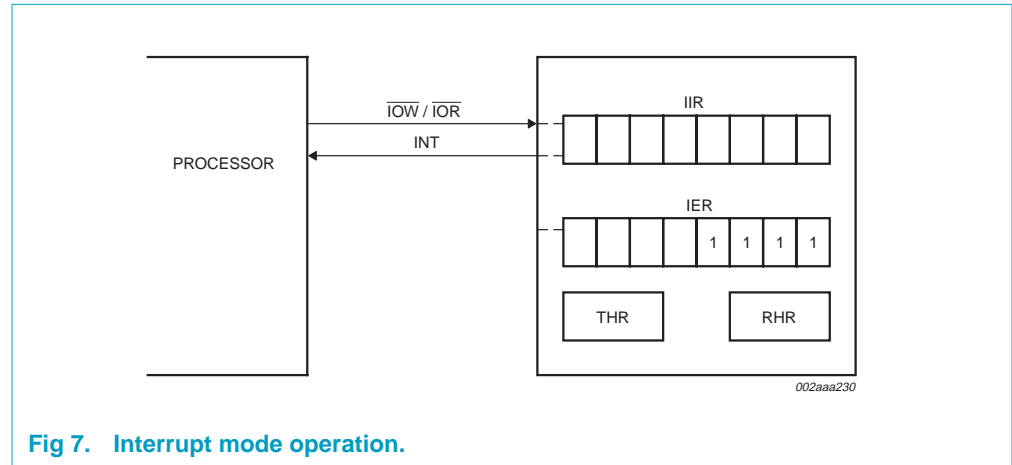 IOW / IOR
IIR
INT
PROCESSOR
IER
1 1 1 1
THR RHR
002aaa230
Fig 7. Interrupt mode operation.